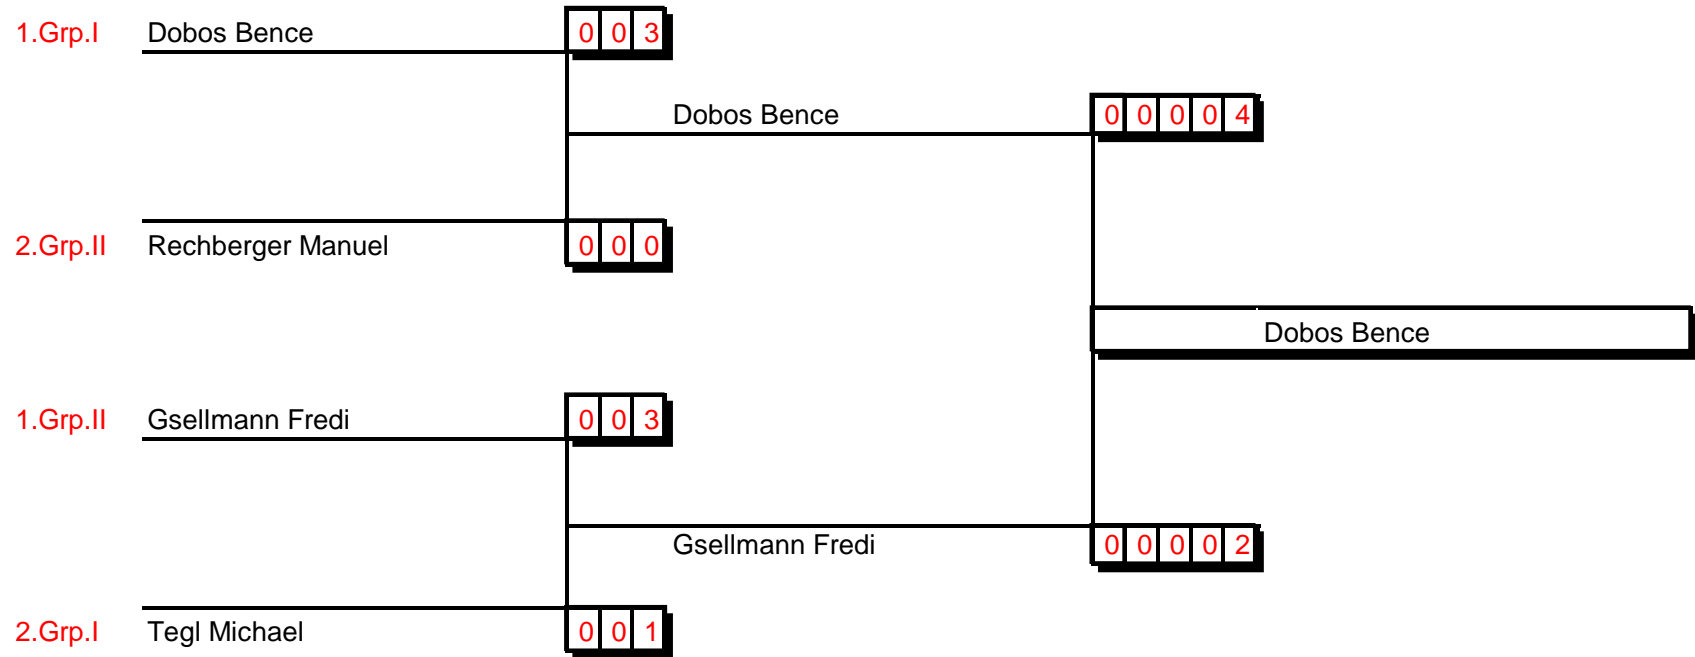 1.Grp.I Dobos Bence 0 0 3
Dobos Bence 0 0 0 0 4
2.Grp.II Rechberger Manuel 0 0 0
Dobos Bence
1.Grp.II Gsellmann Fredi 0 0 3
Gsellmann Fredi 0 0 0 0 2
2.Grp.I Tegl Michael 0 0 1